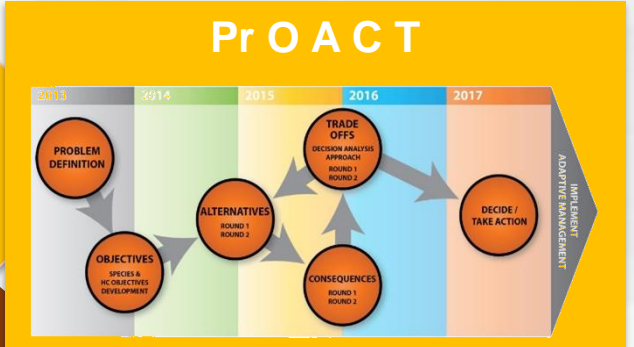 Pr O A C T
2013 2014 2015 2016 2017
PROBLEM
DEFINITION
OBJECTIVES
SPECIES &
HC OBJECTIVES
DEVELOPMENT
ALTERNATIVES
ROUND 1
ROUND 2
TRADE
OFFS
DECISION ANALYSIS
APPROACH
ROUND 1
ROUND 2
CONSEQUENCES
ROUND 1
ROUND 2
DECIDE /
TAKE ACTION
IMPLEMENT
ADAPTIVE MANAGEMENT